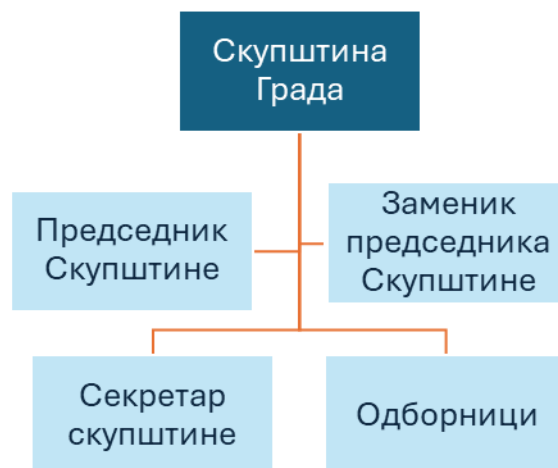 Скупштина
Града
Председник
Скупштине
Заменик
председника
Скупштине
Секретар
скупштине
Одборници